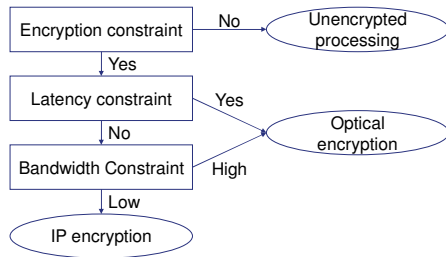 Encryption constraint
No
Unencrypted
processing
Yes
Latency constraint
Yes
Optical
encryption
No
Bandwidth Constraint
High
Low
IP encryption